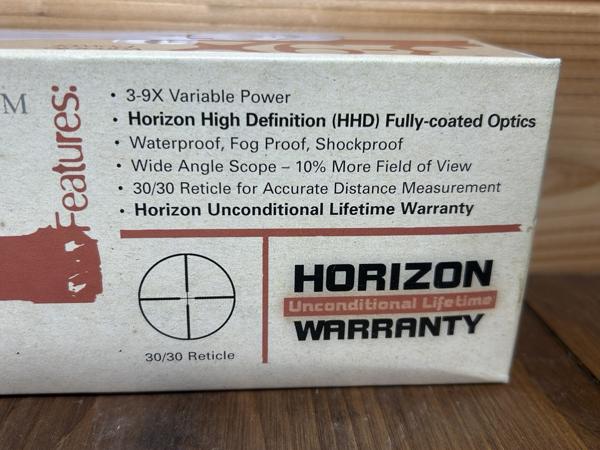 M
Features:
• 3-9X Variable Power
• Horizon High Definition (HHD) Fully-coated Optics
• Waterproof, Fog Proof, Shockproof
• Wide Angle Scope – 10% More Field of View
• 30/30 Reticle for Accurate Distance Measurement
• Horizon Unconditional Lifetime Warranty
30/30 Reticle
HORIZON
Unconditional Lifetime
WARRANTY